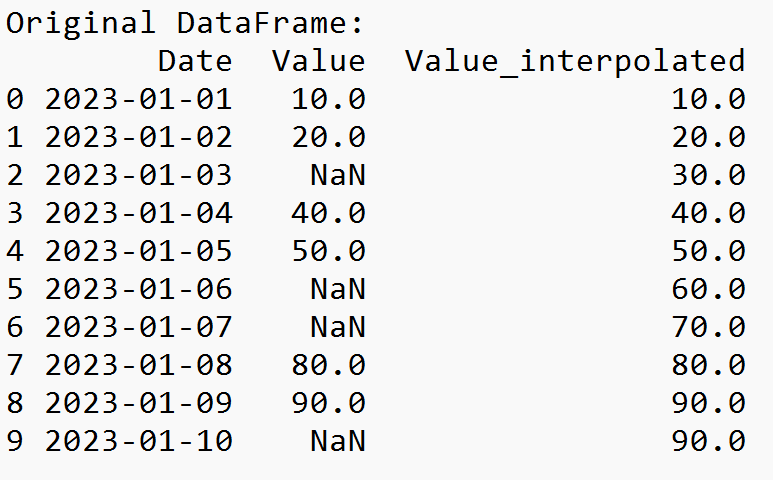 Original DataFrame:
        Date  Value  Value_interpolated
0 2023-01-01   10.0                10.0
1 2023-01-02   20.0                20.0
2 2023-01-03    NaN                30.0
3 2023-01-04   40.0                40.0
4 2023-01-05   50.0                50.0
5 2023-01-06    NaN                60.0
6 2023-01-07    NaN                70.0
7 2023-01-08   80.0                80.0
8 2023-01-09   90.0                90.0
9 2023-01-10    NaN                90.0